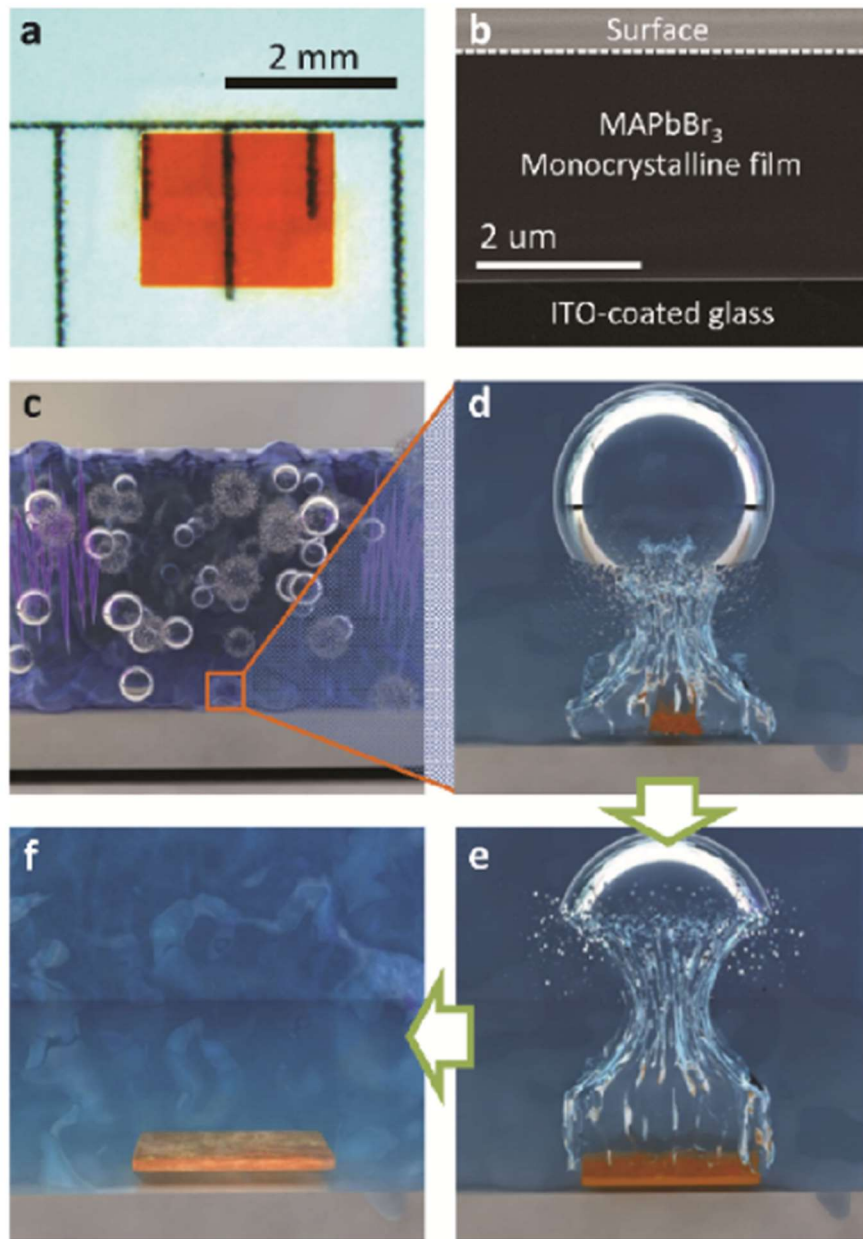 a
2 mm
b
Surface
MAPbBr3
Monocrystalline film
2 um
ITO-coated glass
c
d
f
e